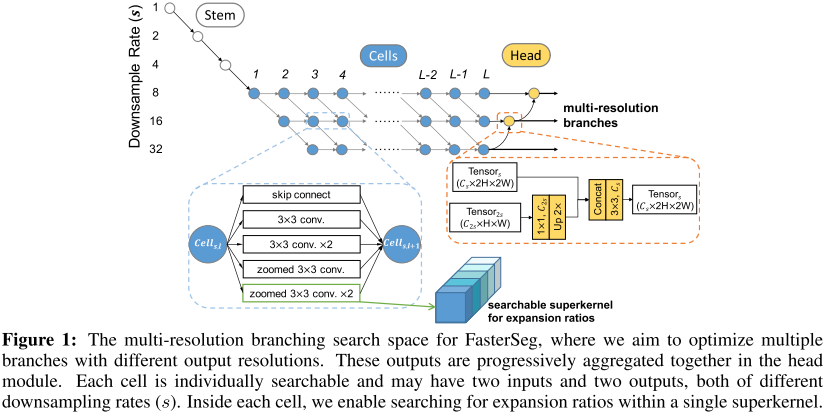 Downsample Rate (s)
1
2
4
8
16
32
Stem
Cells
Head
1 2 3 4 ...... L-2 L-1 L
......
......
multi-resolution
branches
skip connect
3×3 conv.
3×3 conv. ×2
zoomed 3×3 conv.
zoomed 3×3 conv. ×2
Cell_{s,l}
Cell_{s,l+1}
Tensor_s
(C_s×2H×2W)
Tensor_{2s}
(C_{2s}×H×W)
1×1, C_{2s}
Up 2×
Concat
3×3, C_s
Tensor_s
(C_s×2H×2W)
searchable superkernel
for expansion ratios
Figure 1: The multi-resolution branching search space for FasterSeg, where we aim to optimize multiple
branches with different output resolutions. These outputs are progressively aggregated together in the head
module. Each cell is individually searchable and may have two inputs and two outputs, both of different
downsampling rates (s). Inside each cell, we enable searching for expansion ratios within a single superkernel.